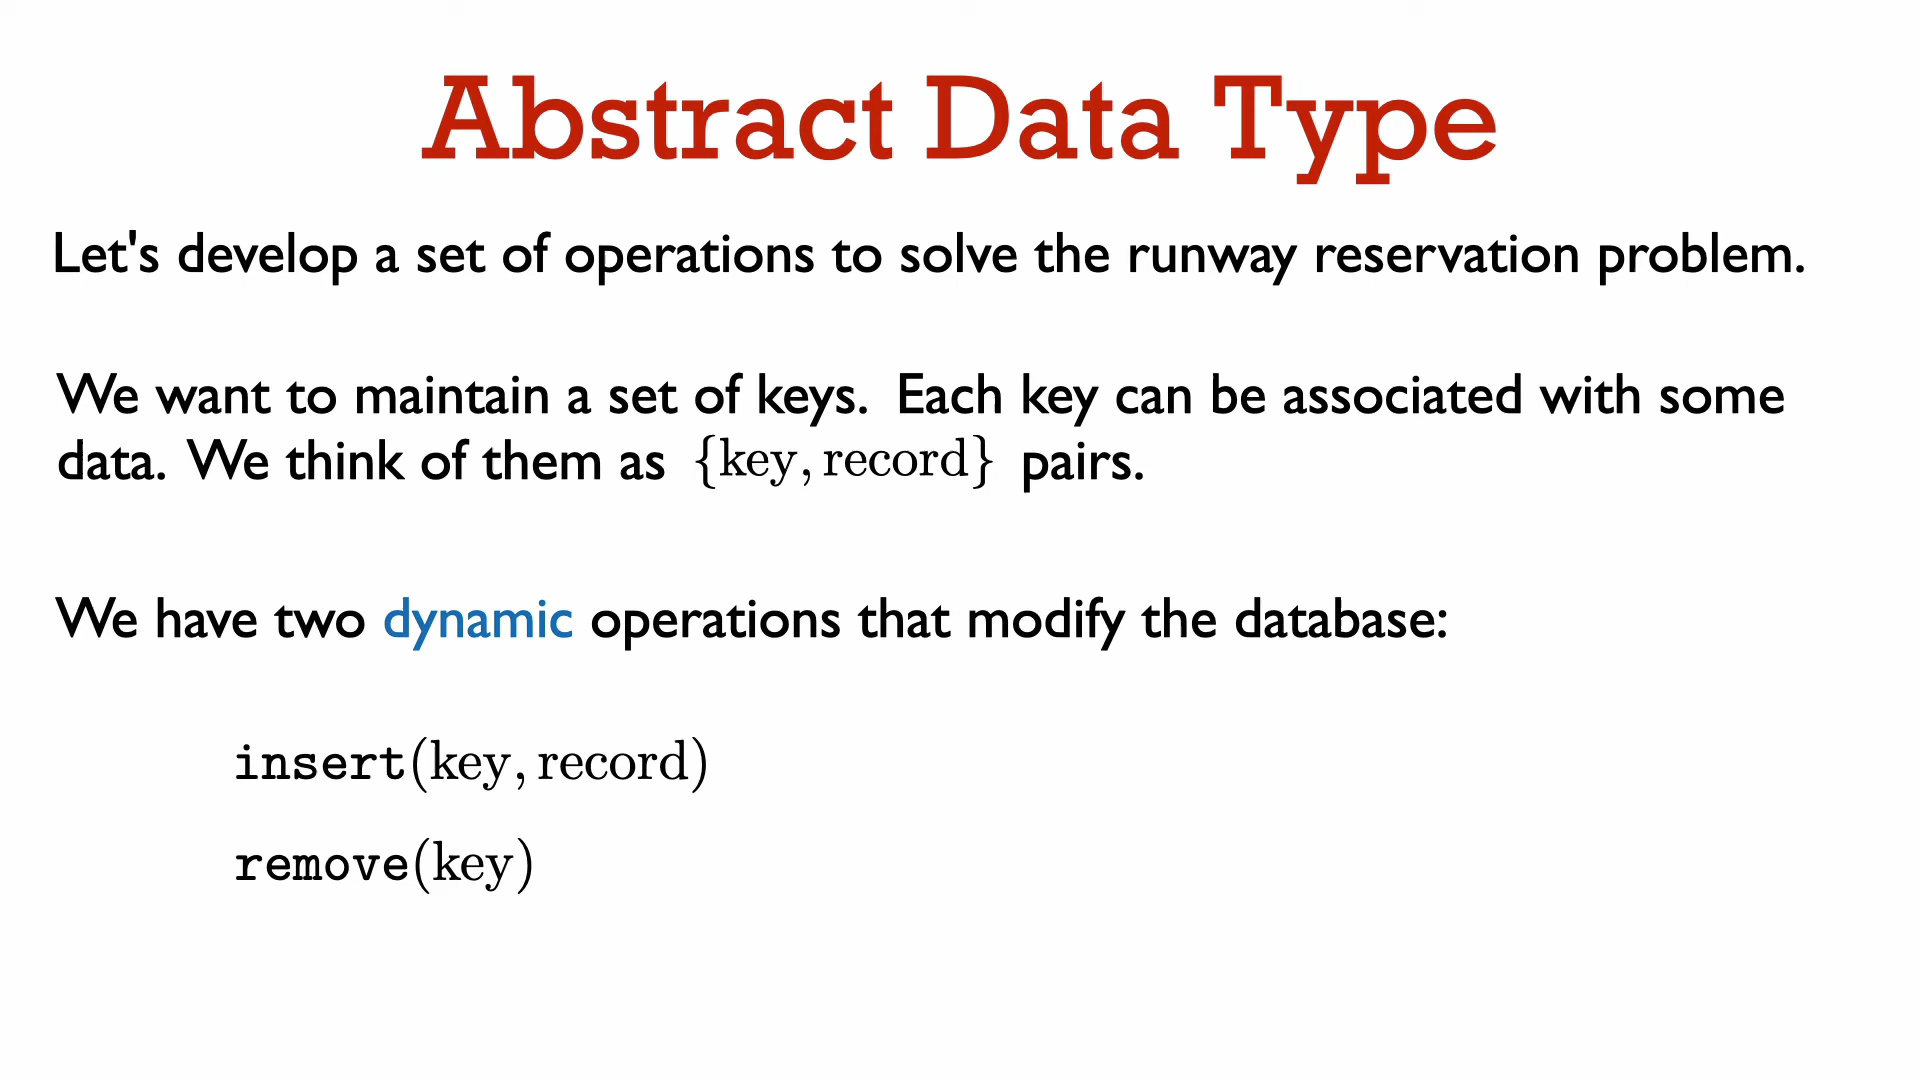 Abstract Data Type
Let's develop a set of operations to solve the runway reservation problem.
We want to maintain a set of keys. Each key can be associated with some
data. We think of them as {key, record} pairs.
We have two dynamic operations that modify the database:
insert(key, record)
remove(key)